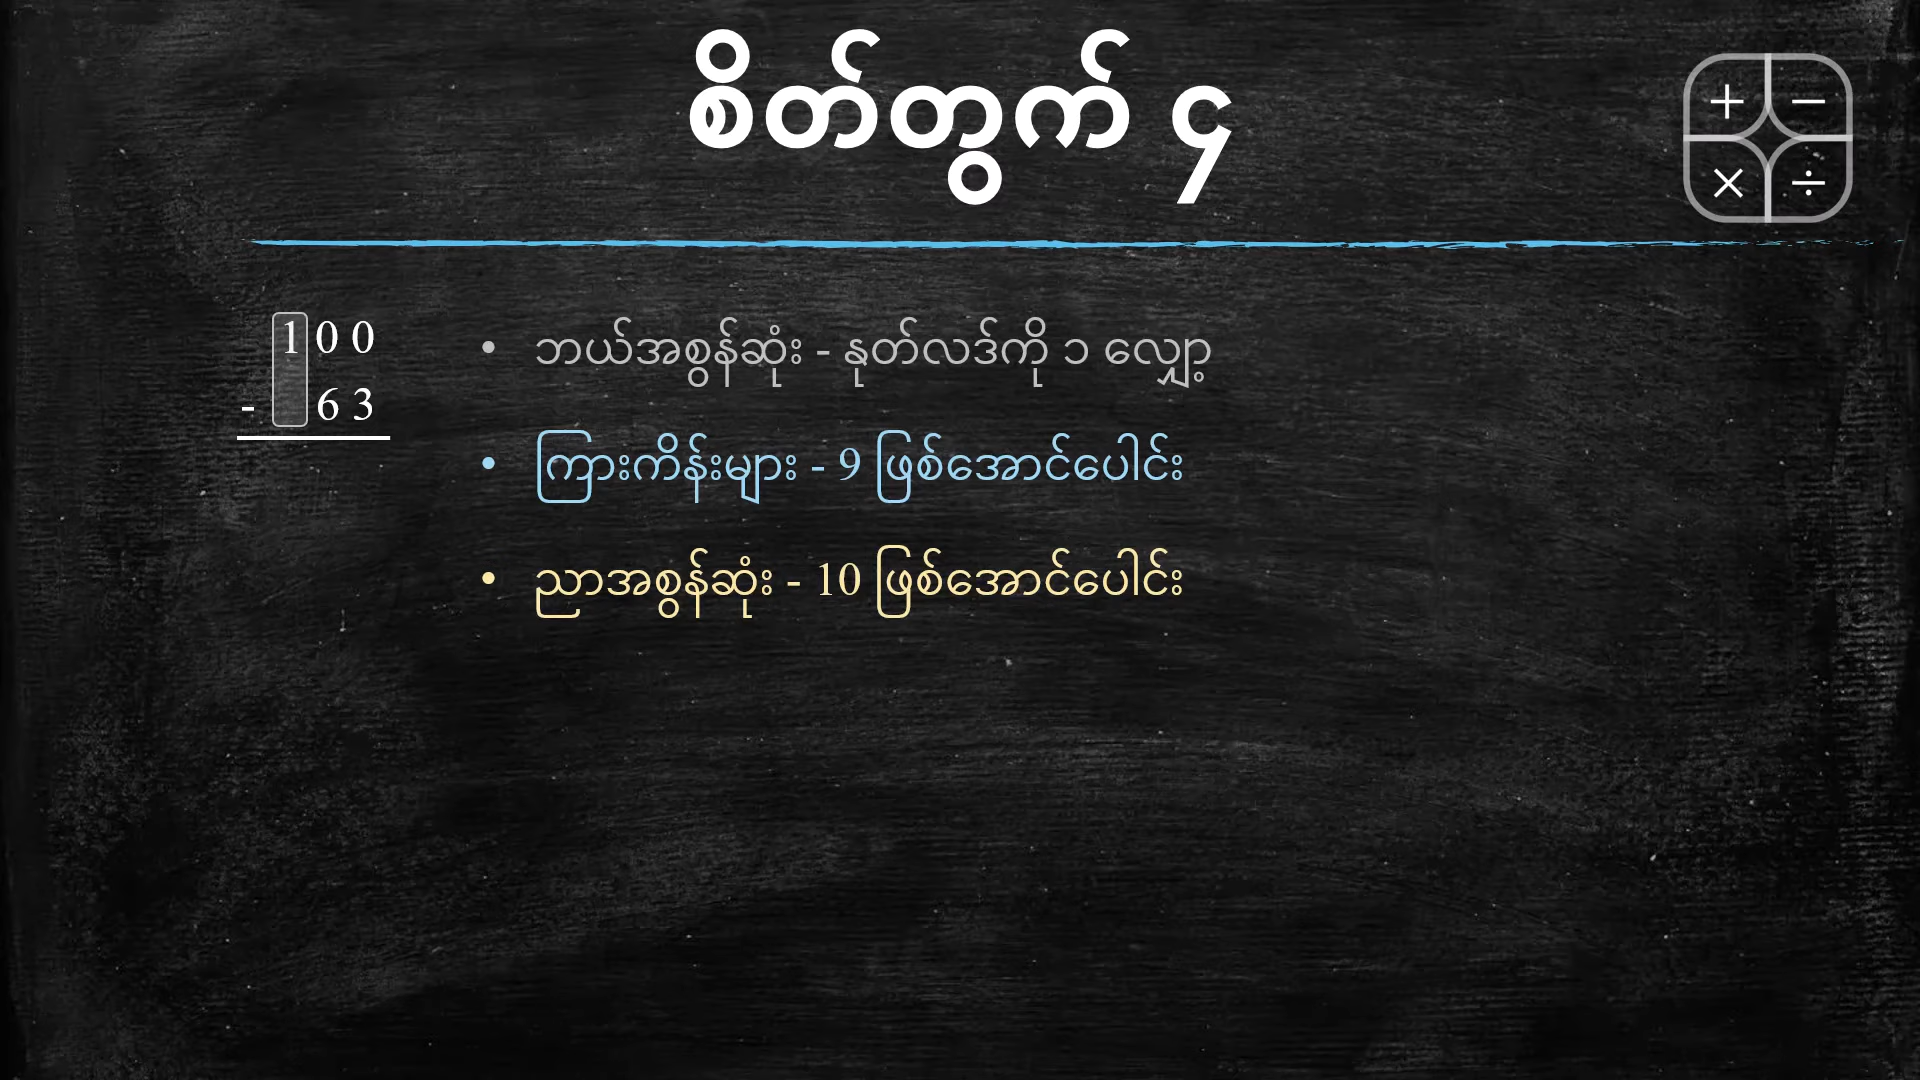 စိတ်တွက် ၄
+ −
× ÷
1 0 0
- 6 3
• ဘယ်အစွန်ဆုံး - နုတ်လဒ်ကို ၁ လျှော့
• ကြားကိန်းများ - 9 ဖြစ်အောင်ပေါင်း
• ညာအစွန်ဆုံး - 10 ဖြစ်အောင်ပေါင်း